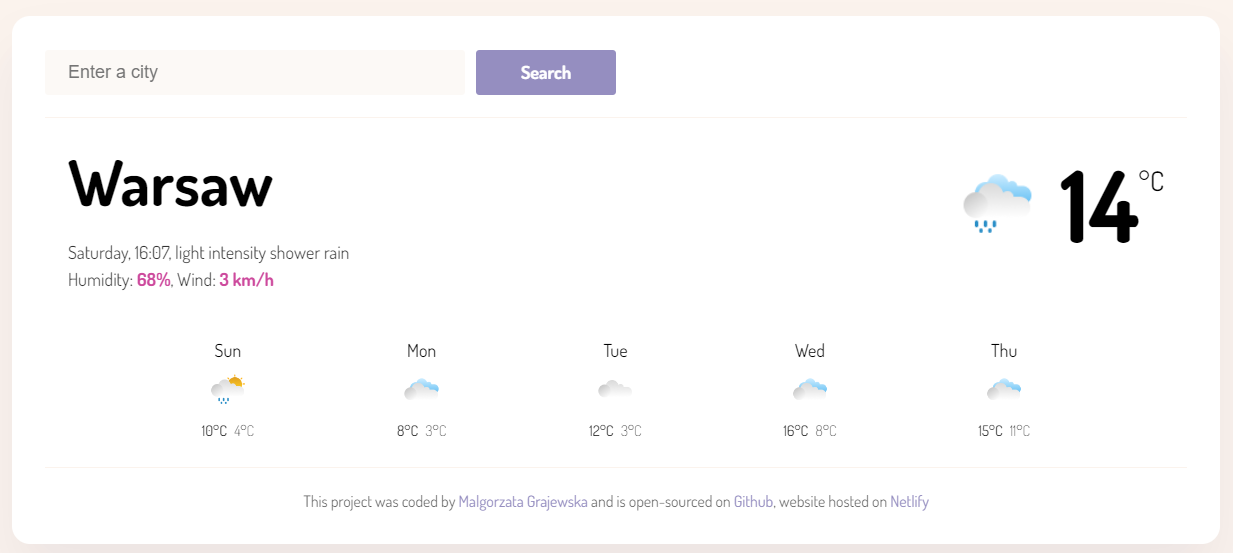 Enter a city
Search
Warsaw
14 °C
Saturday, 16:07, light intensity shower rain
Humidity: 68%, Wind: 3 km/h
Sun Mon Tue Wed Thu
10°C 4°C 8°C 3°C 12°C 3°C 16°C 8°C 15°C 11°C
This project was coded by Malgorzata Grajewska and is open-sourced on Github, website hosted on Netlify